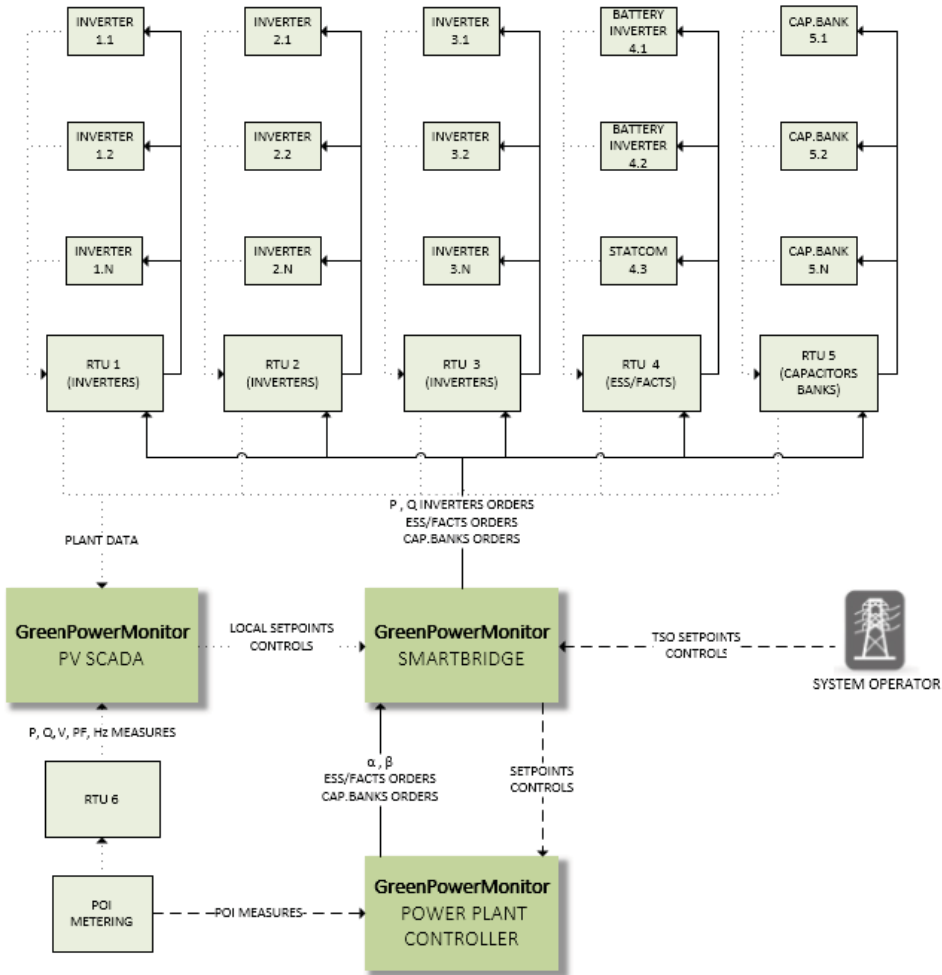 INVERTER
1.1
INVERTER
2.1
INVERTER
3.1
BATTERY
INVERTER
4.1
CAP.BANK
5.1
INVERTER
1.2
INVERTER
2.2
INVERTER
3.2
BATTERY
INVERTER
4.2
CAP.BANK
5.2
INVERTER
1.N
INVERTER
2.N
INVERTER
3.N
STATCOM
4.3
CAP.BANK
5.N
RTU 1
(INVERTERS)
RTU 2
(INVERTERS)
RTU 3
(INVERTERS)
RTU 4
(ESS/FACTS)
RTU 5
(CAPACITORS
BANKS)
P , Q INVERTERS ORDERS
ESS/FACTS ORDERS
CAP.BANKS ORDERS
PLANT DATA
GreenPowerMonitor
PV SCADA
LOCAL SETPOINTS
CONTROLS
GreenPowerMonitor
SMARTBRIDGE
TSO SETPOINTS
CONTROLS
SYSTEM OPERATOR
P, Q, V, PF, Hz MEASURES
α , β
ESS/FACTS ORDERS
CAP.BANKS ORDERS
SETPOINTS
CONTROLS
RTU 6
POI
METERING
POI MEASURES
GreenPowerMonitor
POWER PLANT
CONTROLLER